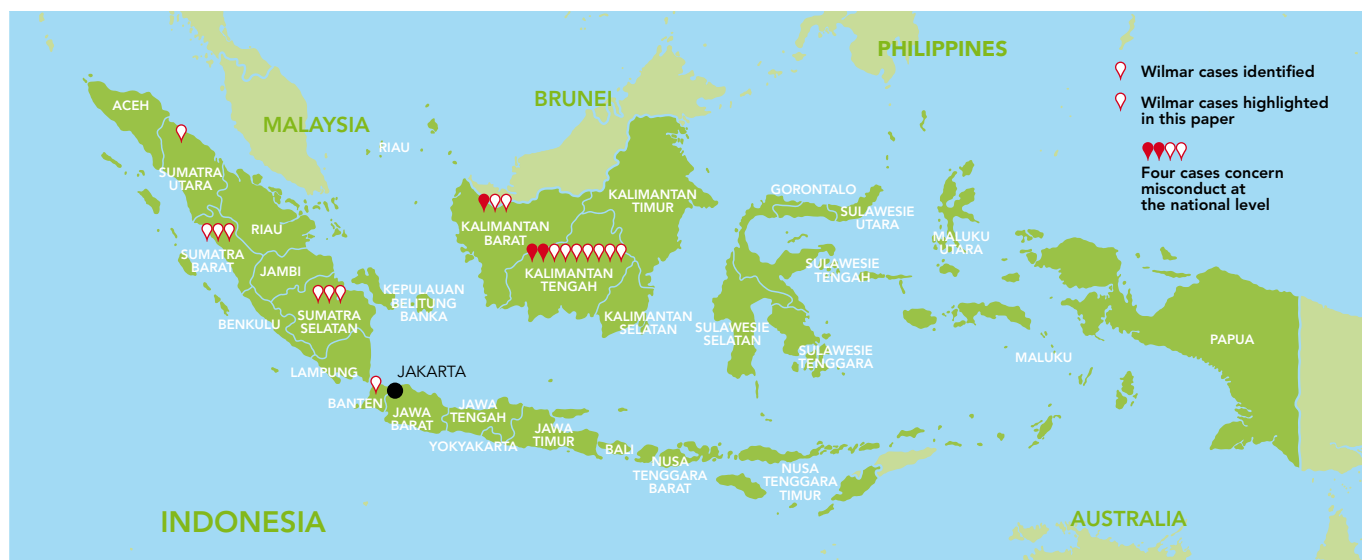 PHILIPPINES
Wilmar cases identified
Wilmar cases highlighted
in this paper
Four cases concern
misconduct at
the national level
BRUNEI
MALAYSIA
RIAU
ACEH
SUMATRA
UTARA
RIAU
SUMATRA
BARAT
JAMBI
SUMATRA
SELATAN
BENKULU
KEPULAUAN
BELITUNG
BANKA
LAMPUNG
KALIMANTAN
BARAT
KALIMANTAN
TENGAH
KALIMANTAN
TIMUR
KALIMANTAN
SELATAN
GORONTALO
SULAWESIE
UTARA
SULAWESIE
TENGAH
SULAWESIE
SELATAN
SULAWESIE
TENGGARA
MALUKU
UTARA
MALUKU
PAPUA
JAKARTA
BANTEN
JAWA
BARAT
JAWA
TENGAH
YOKYAKARTA
JAWA
TIMUR
BALI
NUSA
TENGGARA
BARAT
NUSA
TENGGARA
TIMUR
INDONESIA
AUSTRALIA